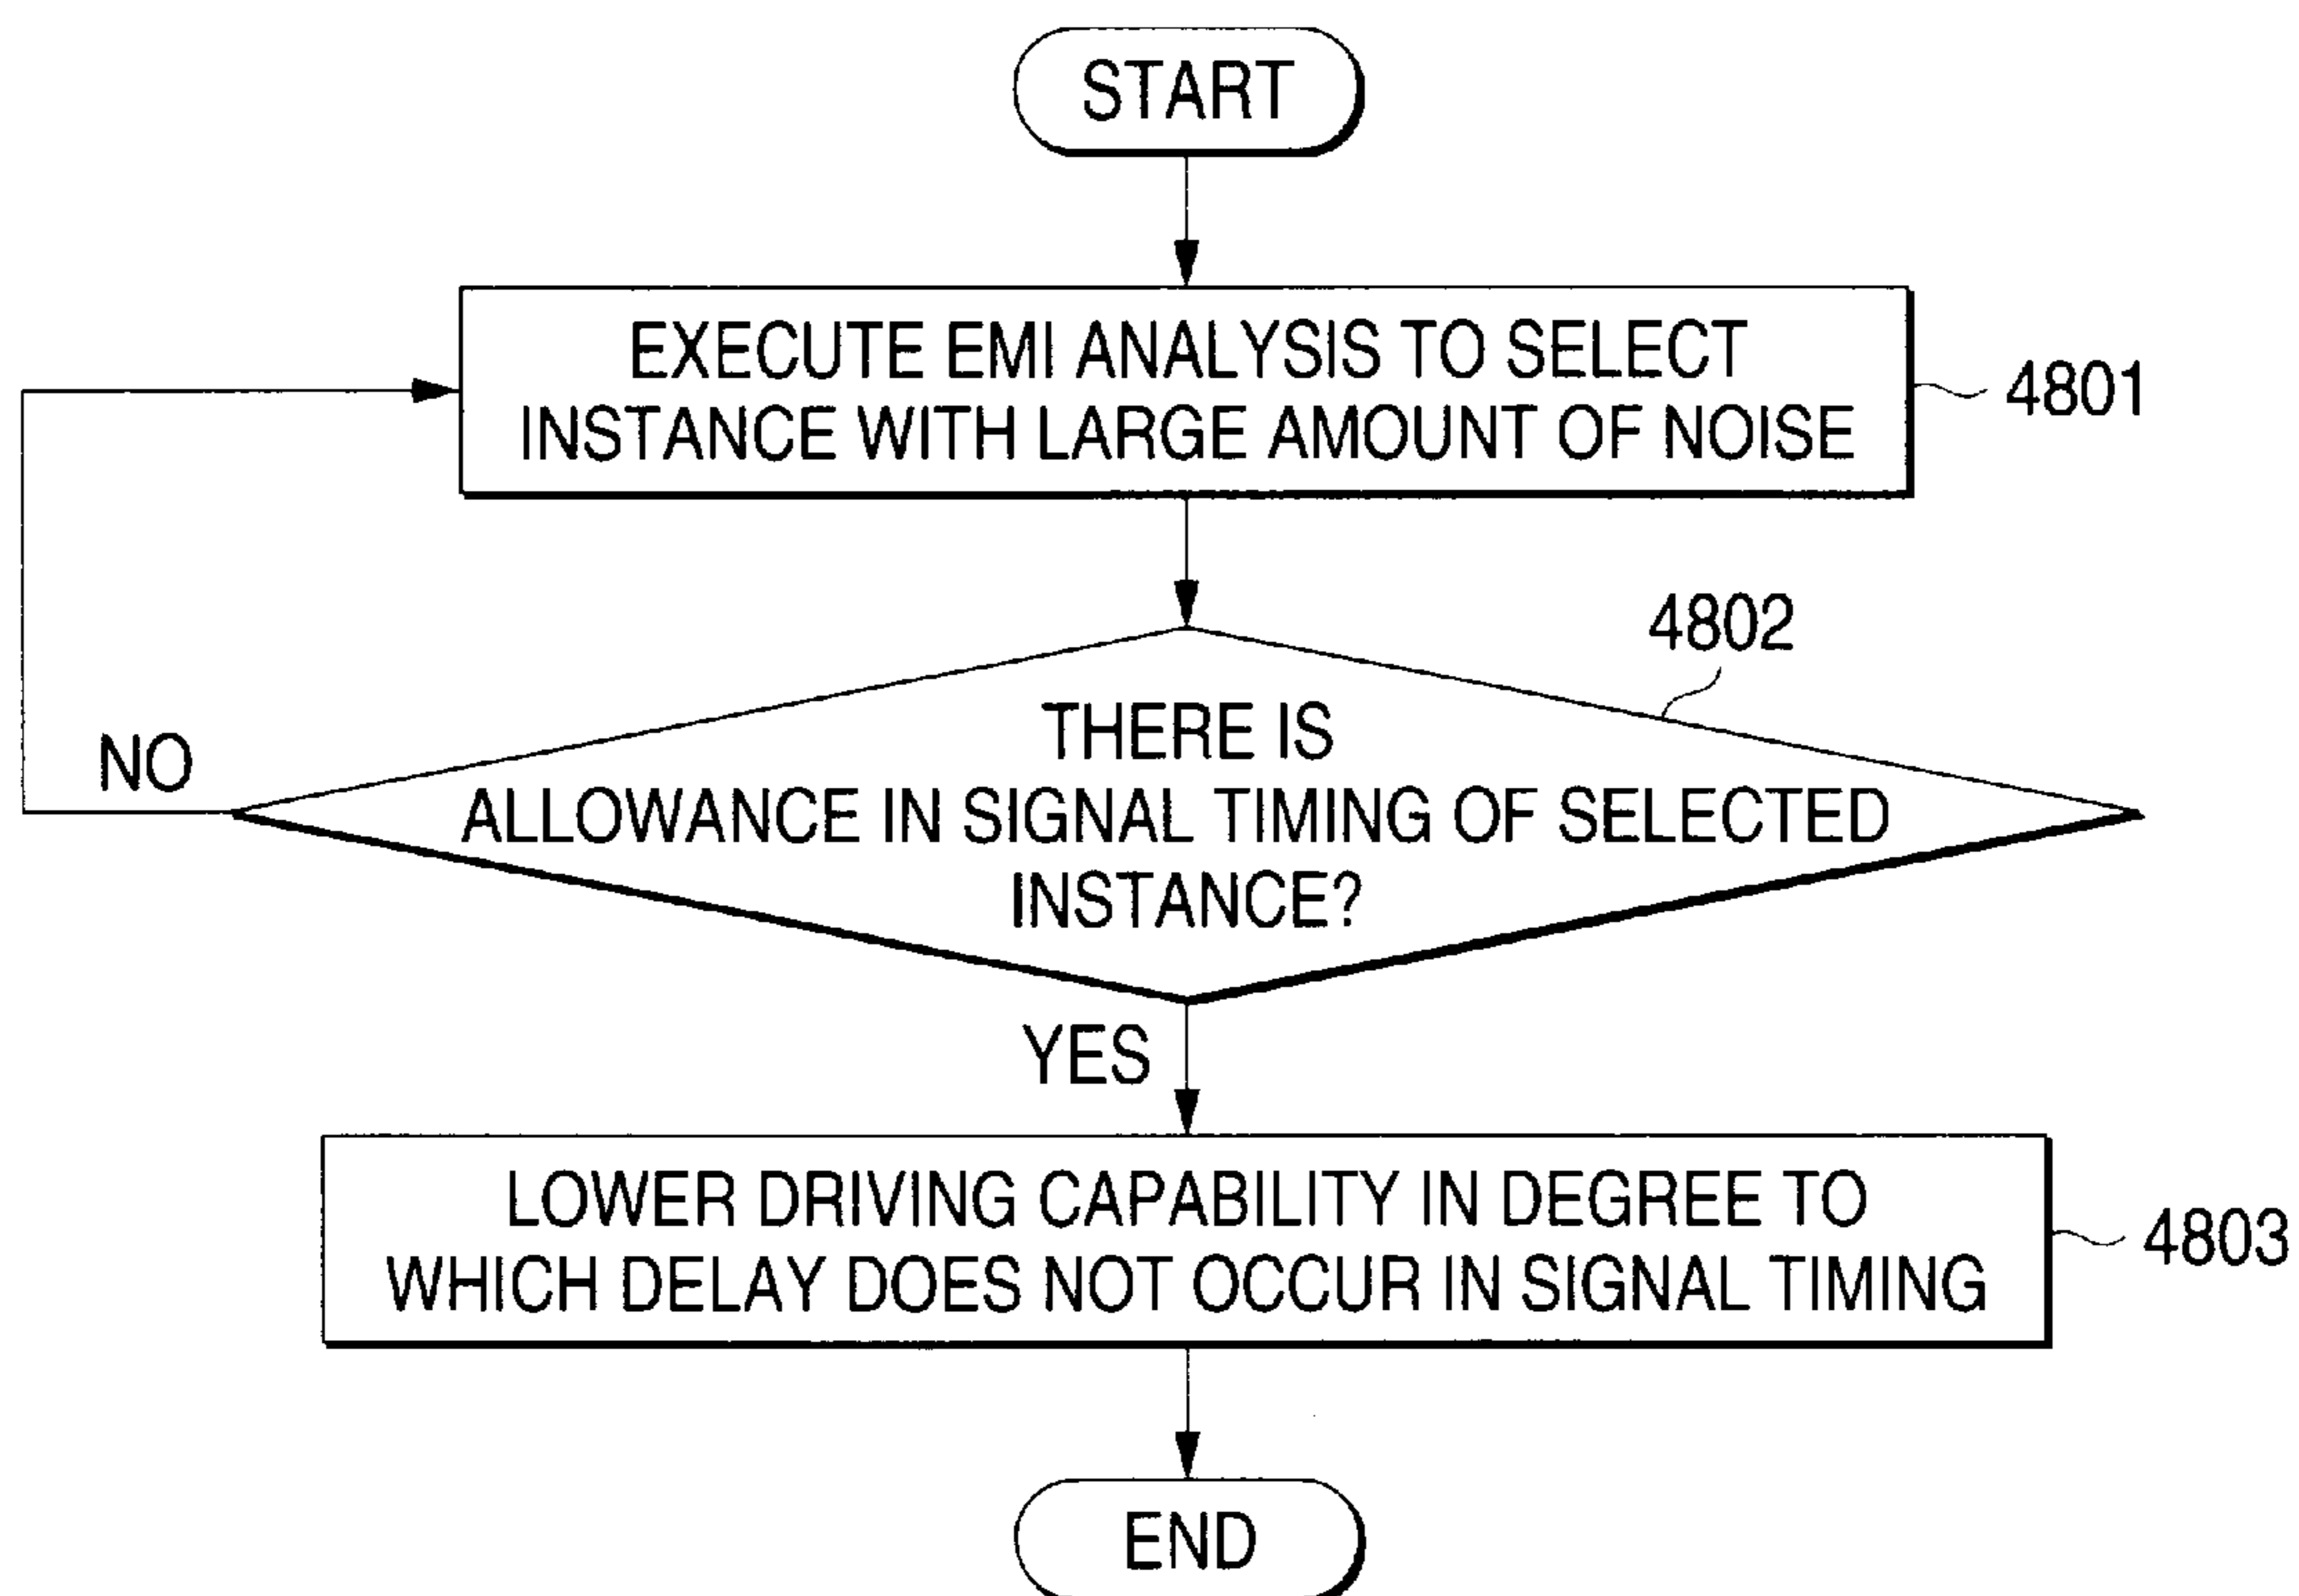 START
EXECUTE EMI ANALYSIS TO SELECT
INSTANCE WITH LARGE AMOUNT OF NOISE
4801
4802
THERE IS
ALLOWANCE IN SIGNAL TIMING OF SELECTED
INSTANCE?
NO
YES
LOWER DRIVING CAPABILITY IN DEGREE TO
WHICH DELAY DOES NOT OCCUR IN SIGNAL TIMING
4803
END